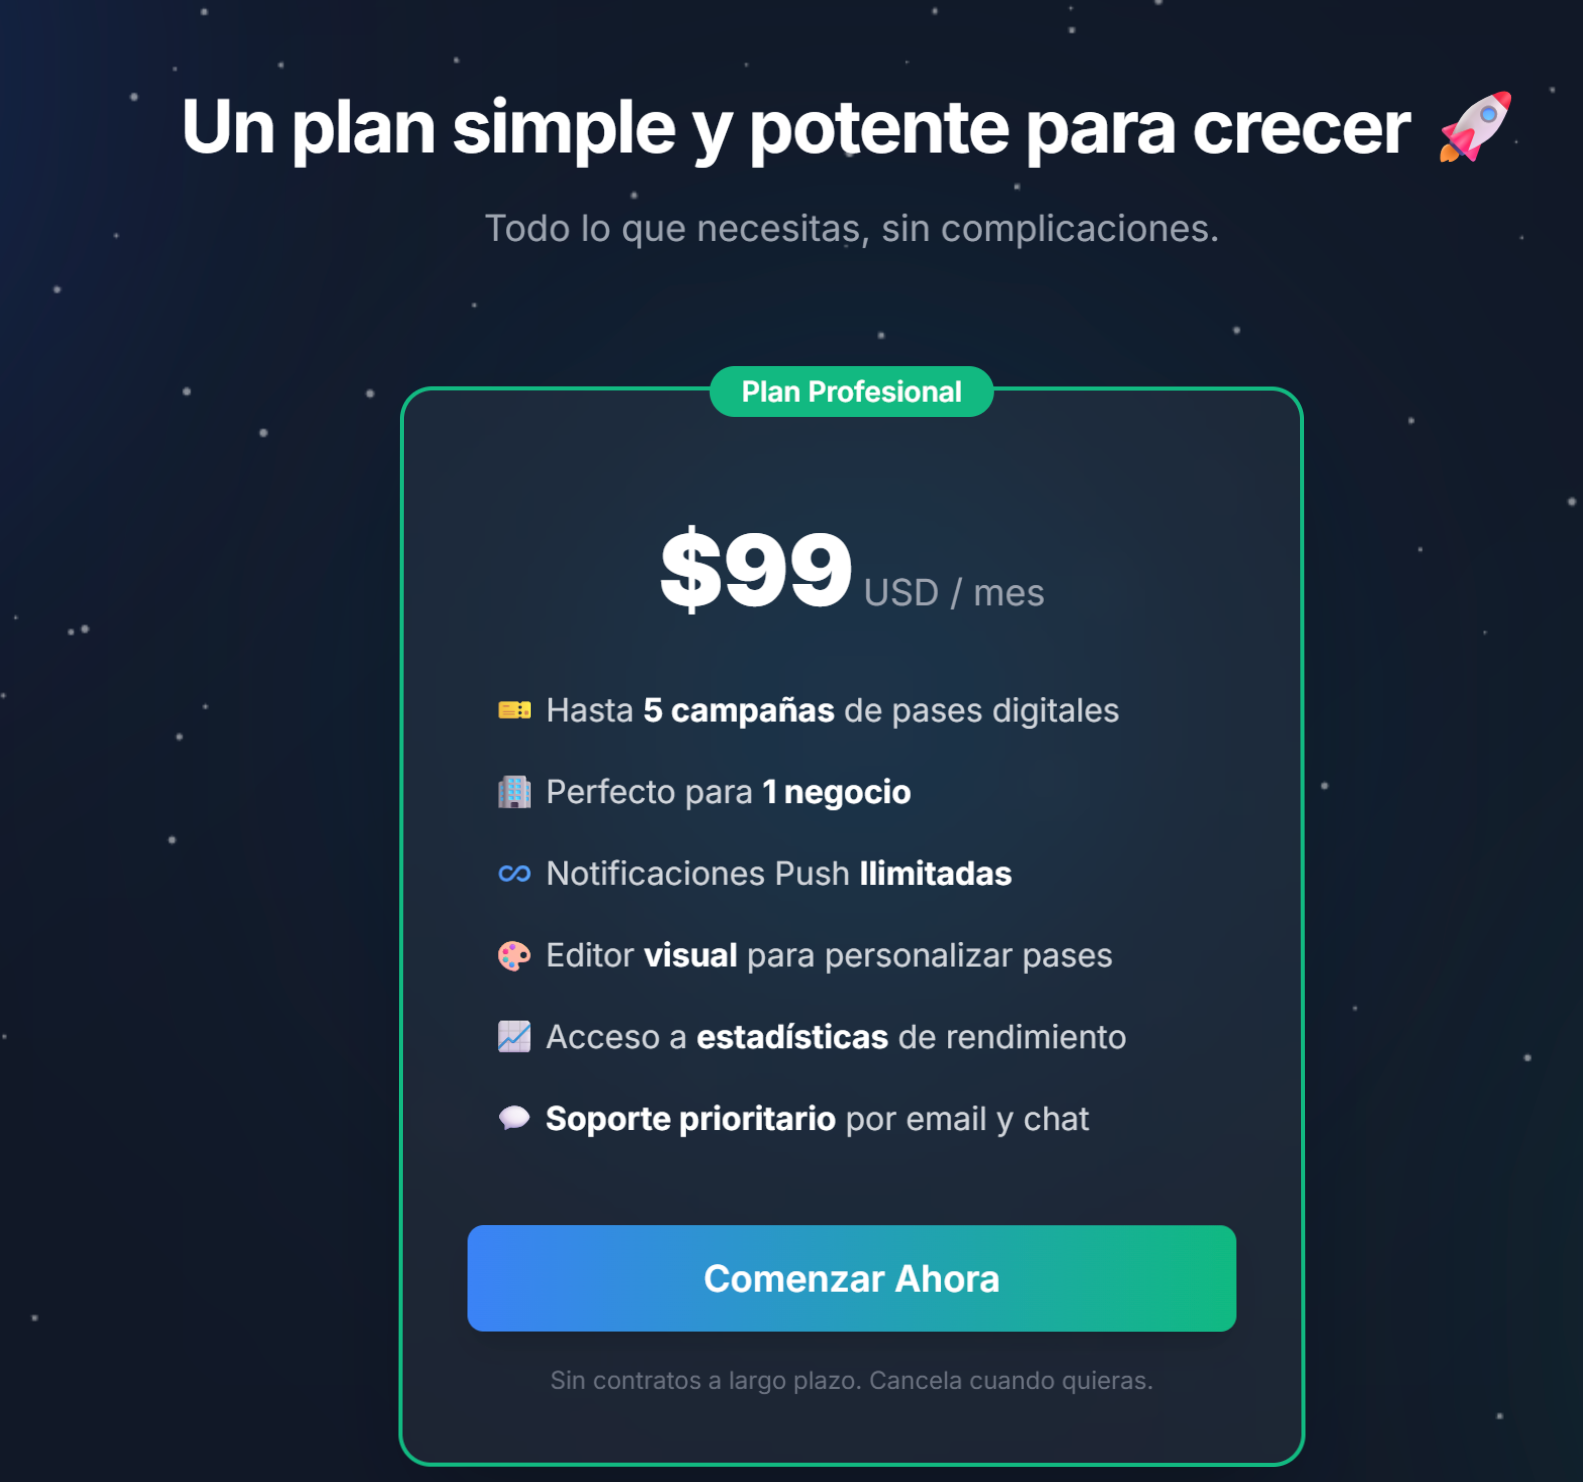 Un plan simple y potente para crecer 🚀
Todo lo que necesitas, sin complicaciones.
Plan Profesional
$99 USD / mes
🎫 Hasta 5 campañas de pases digitales
🏢 Perfecto para 1 negocio
∞ Notificaciones Push Ilimitadas
🎨 Editor visual para personalizar pases
📈 Acceso a estadísticas de rendimiento
💬 Soporte prioritario por email y chat
Comenzar Ahora
Sin contratos a largo plazo. Cancela cuando quieras.